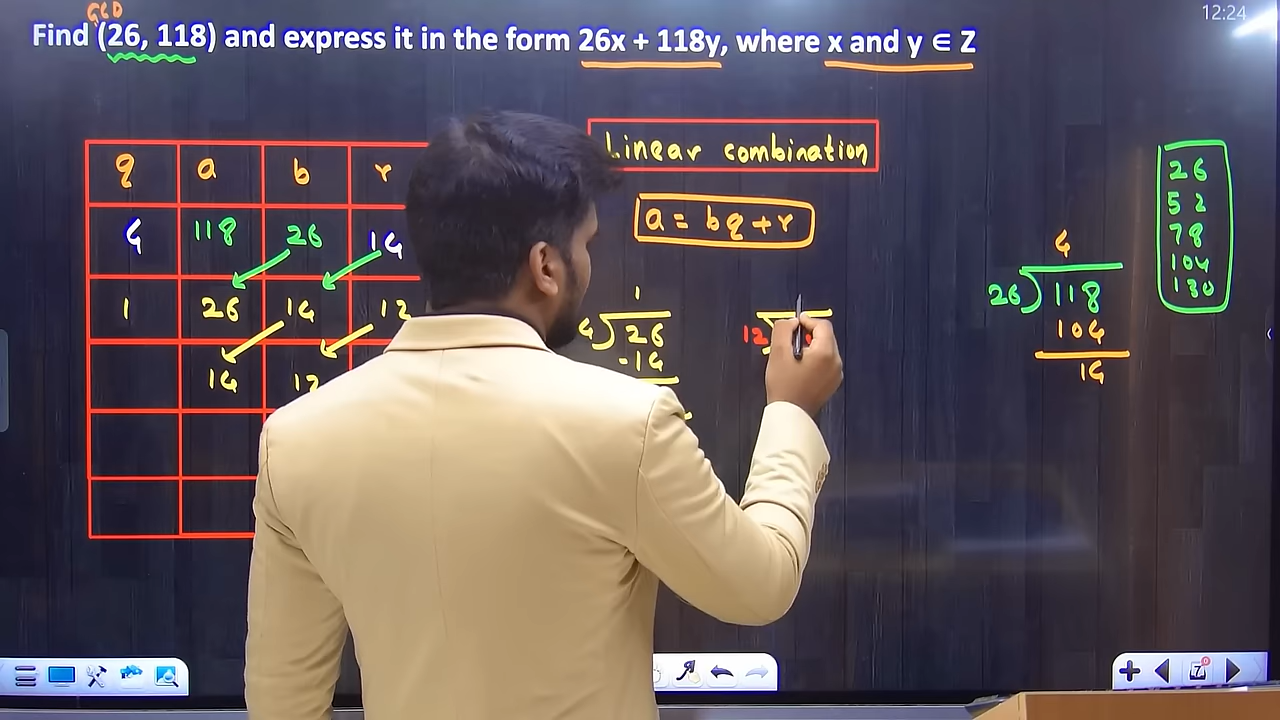 12:24
GCD
Find (26, 118) and express it in the form 26x + 118y, where x and y ∈ Z
Linear combination
a = bq + r
q a b r
4 118 26 14
1 26 14 12
14 12
1
4 26
-14
12
4
26 118
104
14
26
52
78
104
130